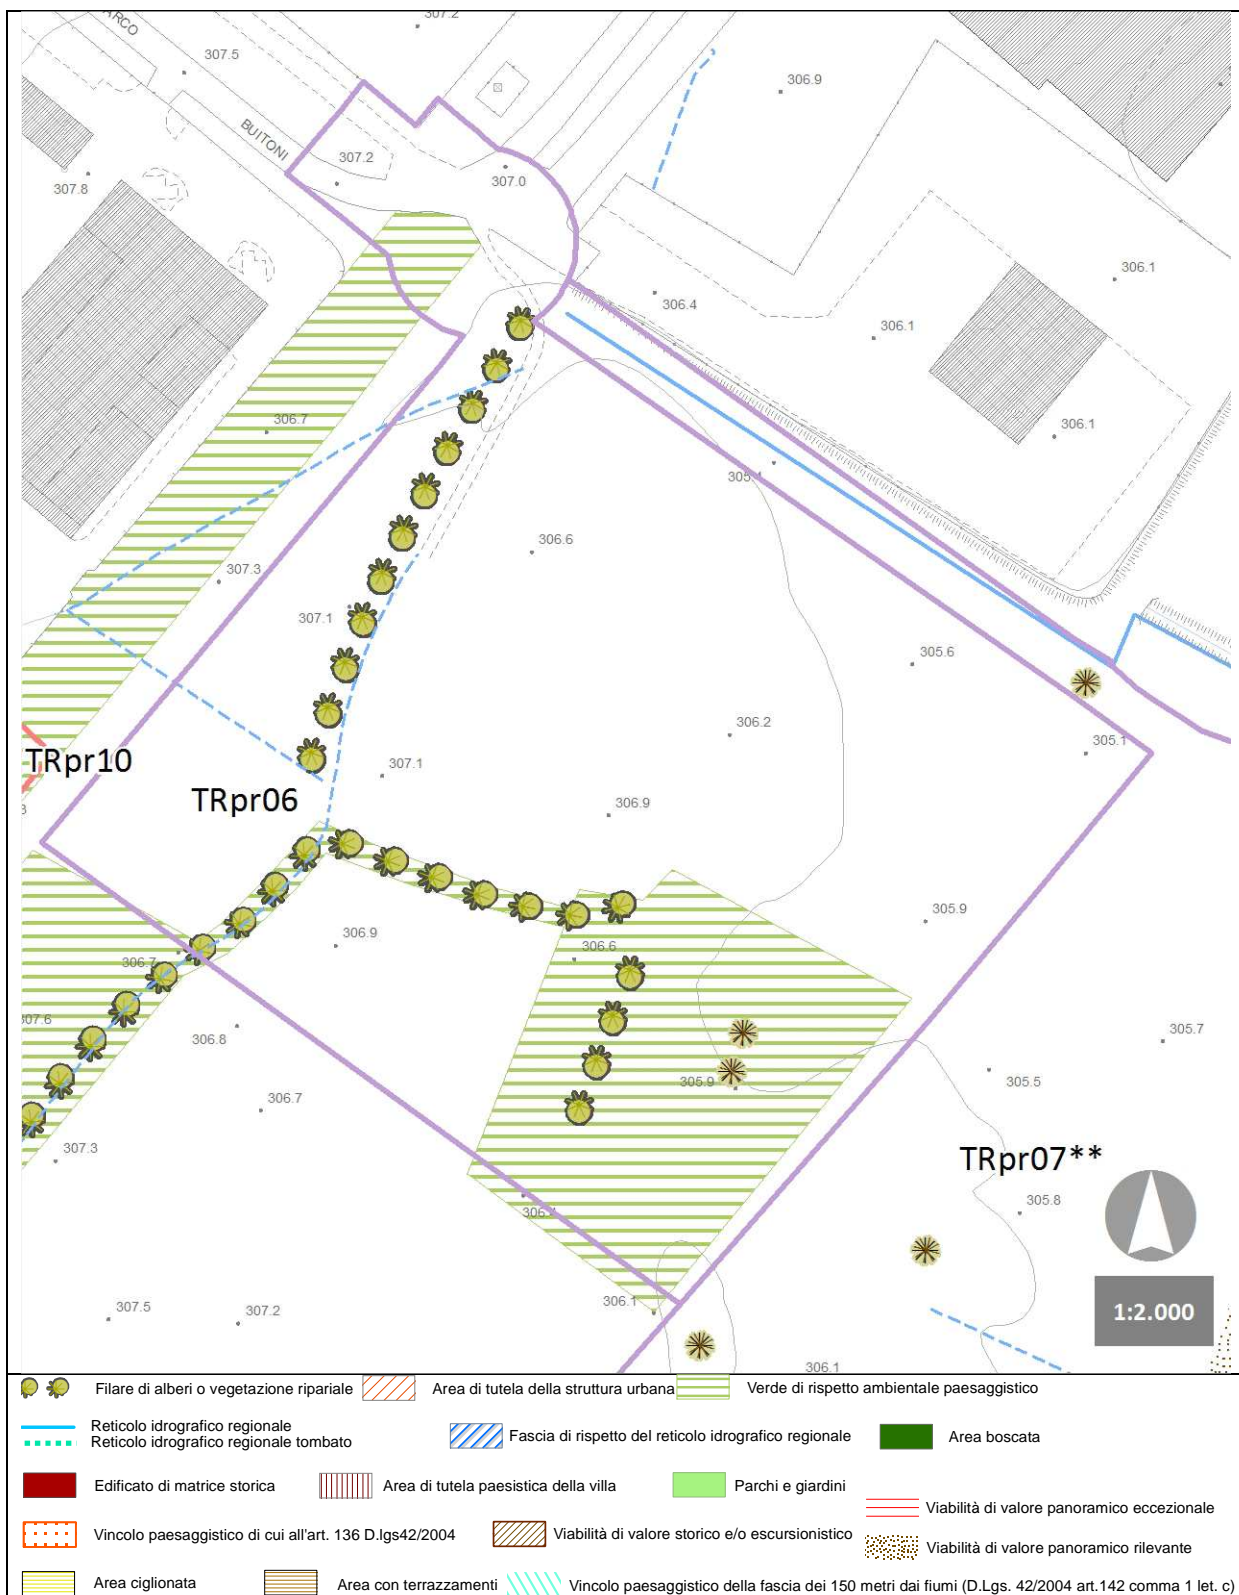 ARCO
307.2
307.5
306.9
BUITONI
307.2
307.0
307.8
306.1
306.4
306.1
306.7
306.1
305.4
306.6
307.3
307.1
305.6
306.2
305.1
TRpr10
307.1
TRpr06
306.9
305.9
306.9
306.6
306.7
307.6
306.8
305.7
305.9
305.5
306.7
307.3
TRpr07**
305.8
306.1
307.5
307.2
1:2.000
306.1
Filare di alberi o vegetazione ripariale
Area di tutela della struttura urbana
Verde di rispetto ambientale paesaggistico
Reticolo idrografico regionale
Reticolo idrografico regionale tombato
Fascia di rispetto del reticolo idrografico regionale
Area boscata
Edificato di matrice storica
Area di tutela paesistica della villa
Parchi e giardini
Viabilità di valore panoramico eccezionale
Vincolo paesaggistico di cui all'art. 136 D.lgs42/2004
Viabilità di valore storico e/o escursionistico
Viabilità di valore panoramico rilevante
Area ciglionata
Area con terrazzamenti
Vincolo paesaggistico della fascia dei 150 metri dai fiumi (D.Lgs. 42/2004 art.142 comma 1 let. c)